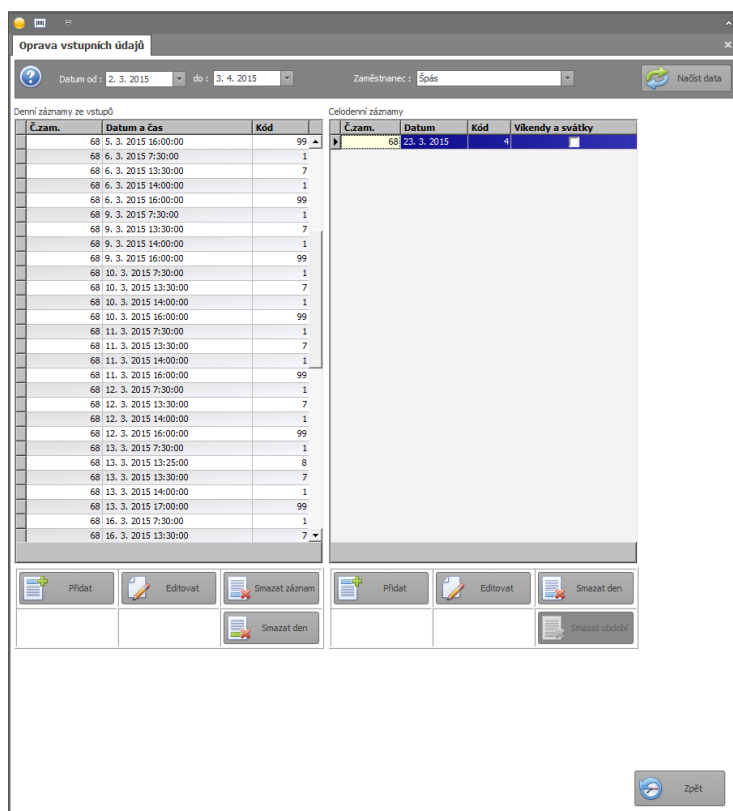 Oprava vstupních údajů
Datum od : 2. 3. 2015 do : 3. 4. 2015 Zaměstnanec : Špás Načíst data
Denní záznamy ze vstupů
Č.zam. Datum a čas Kód
68 5. 3. 2015 16:00:00 99
68 6. 3. 2015 7:30:00 1
68 6. 3. 2015 13:30:00 7
68 6. 3. 2015 14:00:00 1
68 6. 3. 2015 16:00:00 99
68 9. 3. 2015 7:30:00 1
68 9. 3. 2015 13:30:00 7
68 9. 3. 2015 14:00:00 1
68 9. 3. 2015 16:00:00 99
68 10. 3. 2015 7:30:00 1
68 10. 3. 2015 13:30:00 7
68 10. 3. 2015 14:00:00 1
68 10. 3. 2015 16:00:00 99
68 11. 3. 2015 7:30:00 1
68 11. 3. 2015 13:30:00 7
68 11. 3. 2015 14:00:00 1
68 11. 3. 2015 16:00:00 99
68 12. 3. 2015 7:30:00 1
68 12. 3. 2015 13:30:00 7
68 12. 3. 2015 14:00:00 1
68 12. 3. 2015 16:00:00 99
68 13. 3. 2015 7:30:00 1
68 13. 3. 2015 13:25:00 8
68 13. 3. 2015 13:30:00 7
68 13. 3. 2015 14:00:00 1
68 13. 3. 2015 17:00:00 99
68 16. 3. 2015 7:30:00 1
68 16. 3. 2015 13:30:00 7
Přidat Editovat Smazat záznam
Smazat den
Celodenní záznamy
Č.zam. Datum Kód Víkendy a svátky
68 23. 3. 2015 4
Přidat Editovat Smazat den
Smazat období
Zpět